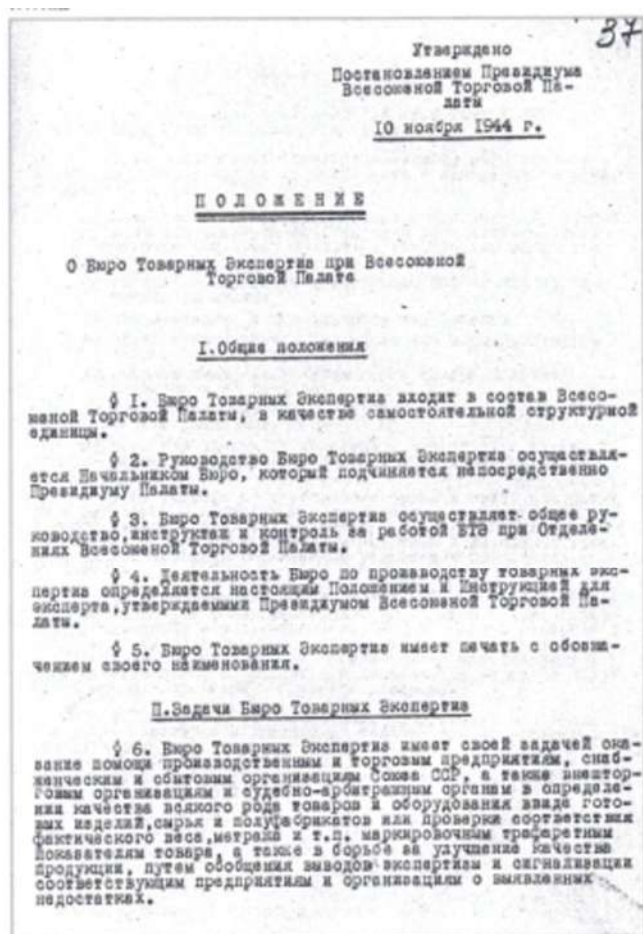 37
Утверждено
Постановлением Президиума
Всесоюзной Торговой Па-
латы
10 ноября 1944 г.
ПОЛОЖЕНИЕ
О Бюро Товарных Экспертиз при Всесоюзной
Торговой Палате
I.Общие положения
§ I. Бюро Товарных Экспертиз входит в состав Всесо-
юзной Торговой Палаты, в качестве самостоятельной структурной
единицы.
§ 2. Руководство Бюро Товарных Экспертиз осуществля-
ется Начальником Бюро, который подчиняется непосредственно
Президиуму Палаты.
§ 3. Бюро Товарных Экспертиз осуществляет общее ру-
ководство,инструктаж и контроль за работой БТЭ при Отделе-
ниях Всесоюзной Торговой Палаты.
§ 4. Деятельность Бюро по производству товарных экс-
пертиз определяется настоящим Положением и Инструкцией для
эксперта,утверждаемыми Президиумом Всесоюзной Торговой Па-
латы.
§ 5. Бюро Товарных Экспертиз имеет печать с обозна-
чением своего наименования.
П.Задачи Бюро Товарных Экспертиз
§ 6. Бюро Товарных Экспертиз имеет своей задачей ока-
зание помощи производственным и торговым предприятиям, снаб-
женческим и сбытовым организациям Союза ССР, а также внештор-
говым организациям и судебно-арбитражным органам в определе-
нии качества всякого рода товаров и оборудования ввиде гото-
вых изделий,сырья и полуфабрикатов или проверки соответствия
фактического веса,метража и т.п. маркировочным трафаретным
показателям товара, а также в борьбе за улучшение качества
продукции, путем обобщения выводов экспертизы и сигнализации
соответствующим предприятиям и организациям о выявленных
недостатках.